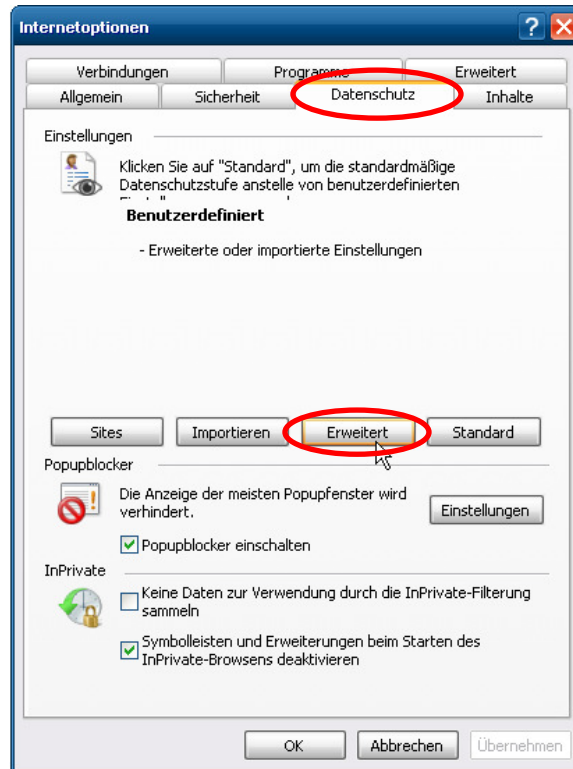 Internetoptionen
Verbindungen Programme Erweitert
Allgemein Sicherheit Datenschutz Inhalte
Einstellungen
Klicken Sie auf "Standard", um die standardmäßige
Datenschutzstufe anstelle von benutzerdefinierten
Benutzerdefiniert
- Erweiterte oder importierte Einstellungen
Sites Importieren Erweitert Standard
Popupblocker
Die Anzeige der meisten Popupfenster wird
verhindert.
Einstellungen
Popupblocker einschalten
InPrivate
Keine Daten zur Verwendung durch die InPrivate-Filterung
sammeln
Symbolleisten und Erweiterungen beim Starten des
InPrivate-Browsens deaktivieren
OK Abbrechen Übernehmen